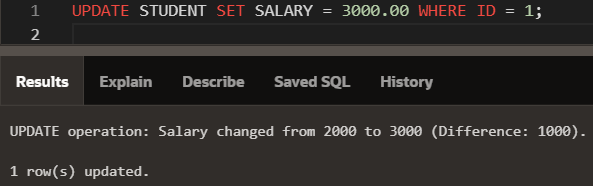 1 UPDATE STUDENT SET SALARY = 3000.00 WHERE ID = 1;
2
Results Explain Describe Saved SQL History
UPDATE operation: Salary changed from 2000 to 3000 (Difference: 1000).
1 row(s) updated.